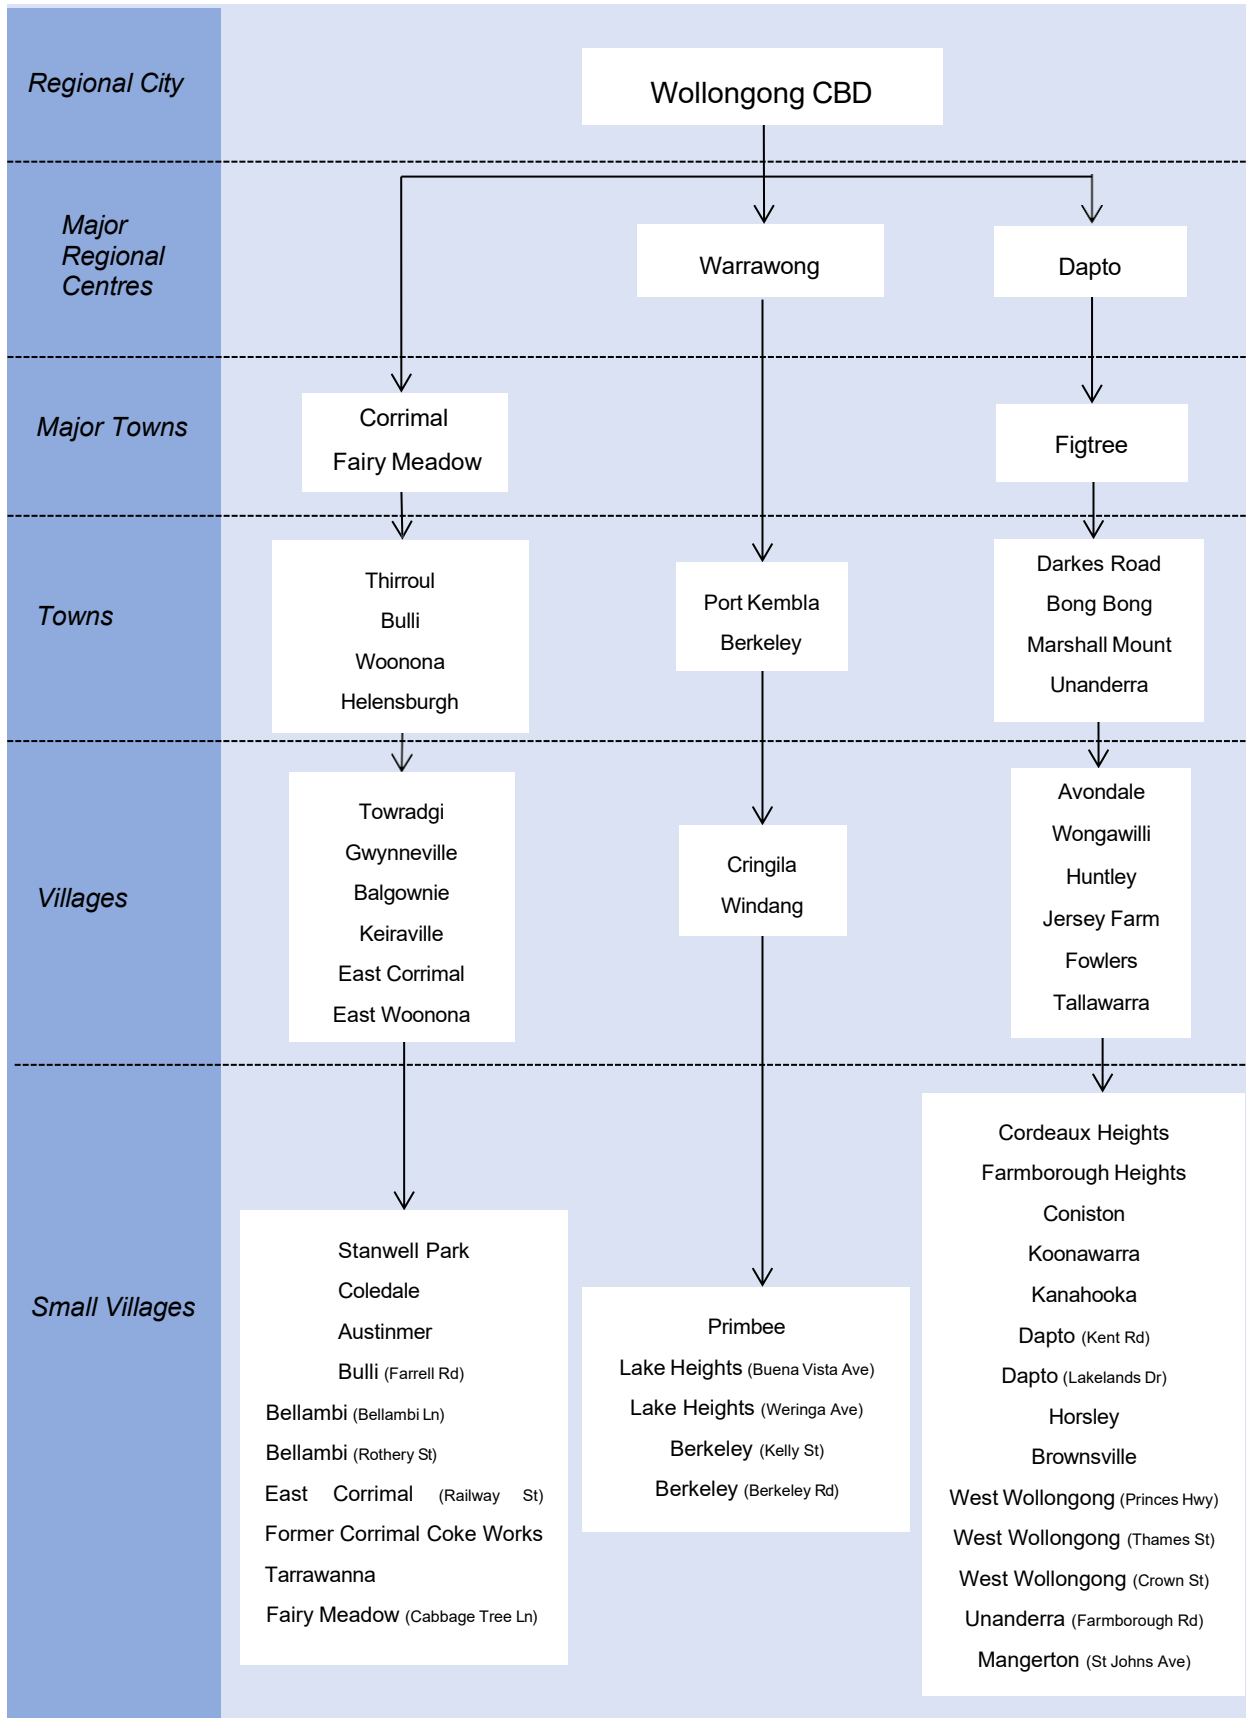 Regional City
Wollongong CBD
Major
Regional
Centres
Warrawong
Dapto
Major Towns
Corrimal
Fairy Meadow
Figtree
Towns
Thirroul
Bulli
Woonona
Helensburgh
Port Kembla
Berkeley
Darkes Road
Bong Bong
Marshall Mount
Unanderra
Villages
Towradgi
Gwynneville
Balgownie
Keiraville
East Corrimal
East Woonona
Cringila
Windang
Avondale
Wongawilli
Huntley
Jersey Farm
Fowlers
Tallawarra
Small Villages
Stanwell Park
Coledale
Austinmer
Bulli (Farrell Rd)
Bellambi (Bellambi Ln)
Bellambi (Rothery St)
East Corrimal (Railway St)
Former Corrimal Coke Works
Tarrawanna
Fairy Meadow (Cabbage Tree Ln)
Primbee
Lake Heights (Buena Vista Ave)
Lake Heights (Weringa Ave)
Berkeley (Kelly St)
Berkeley (Berkeley Rd)
Cordeaux Heights
Farmborough Heights
Coniston
Koonawarra
Kanahooka
Dapto (Kent Rd)
Dapto (Lakelands Dr)
Horsley
Brownsville
West Wollongong (Princes Hwy)
West Wollongong (Thames St)
West Wollongong (Crown St)
Unanderra (Farmborough Rd)
Mangerton (St Johns Ave)